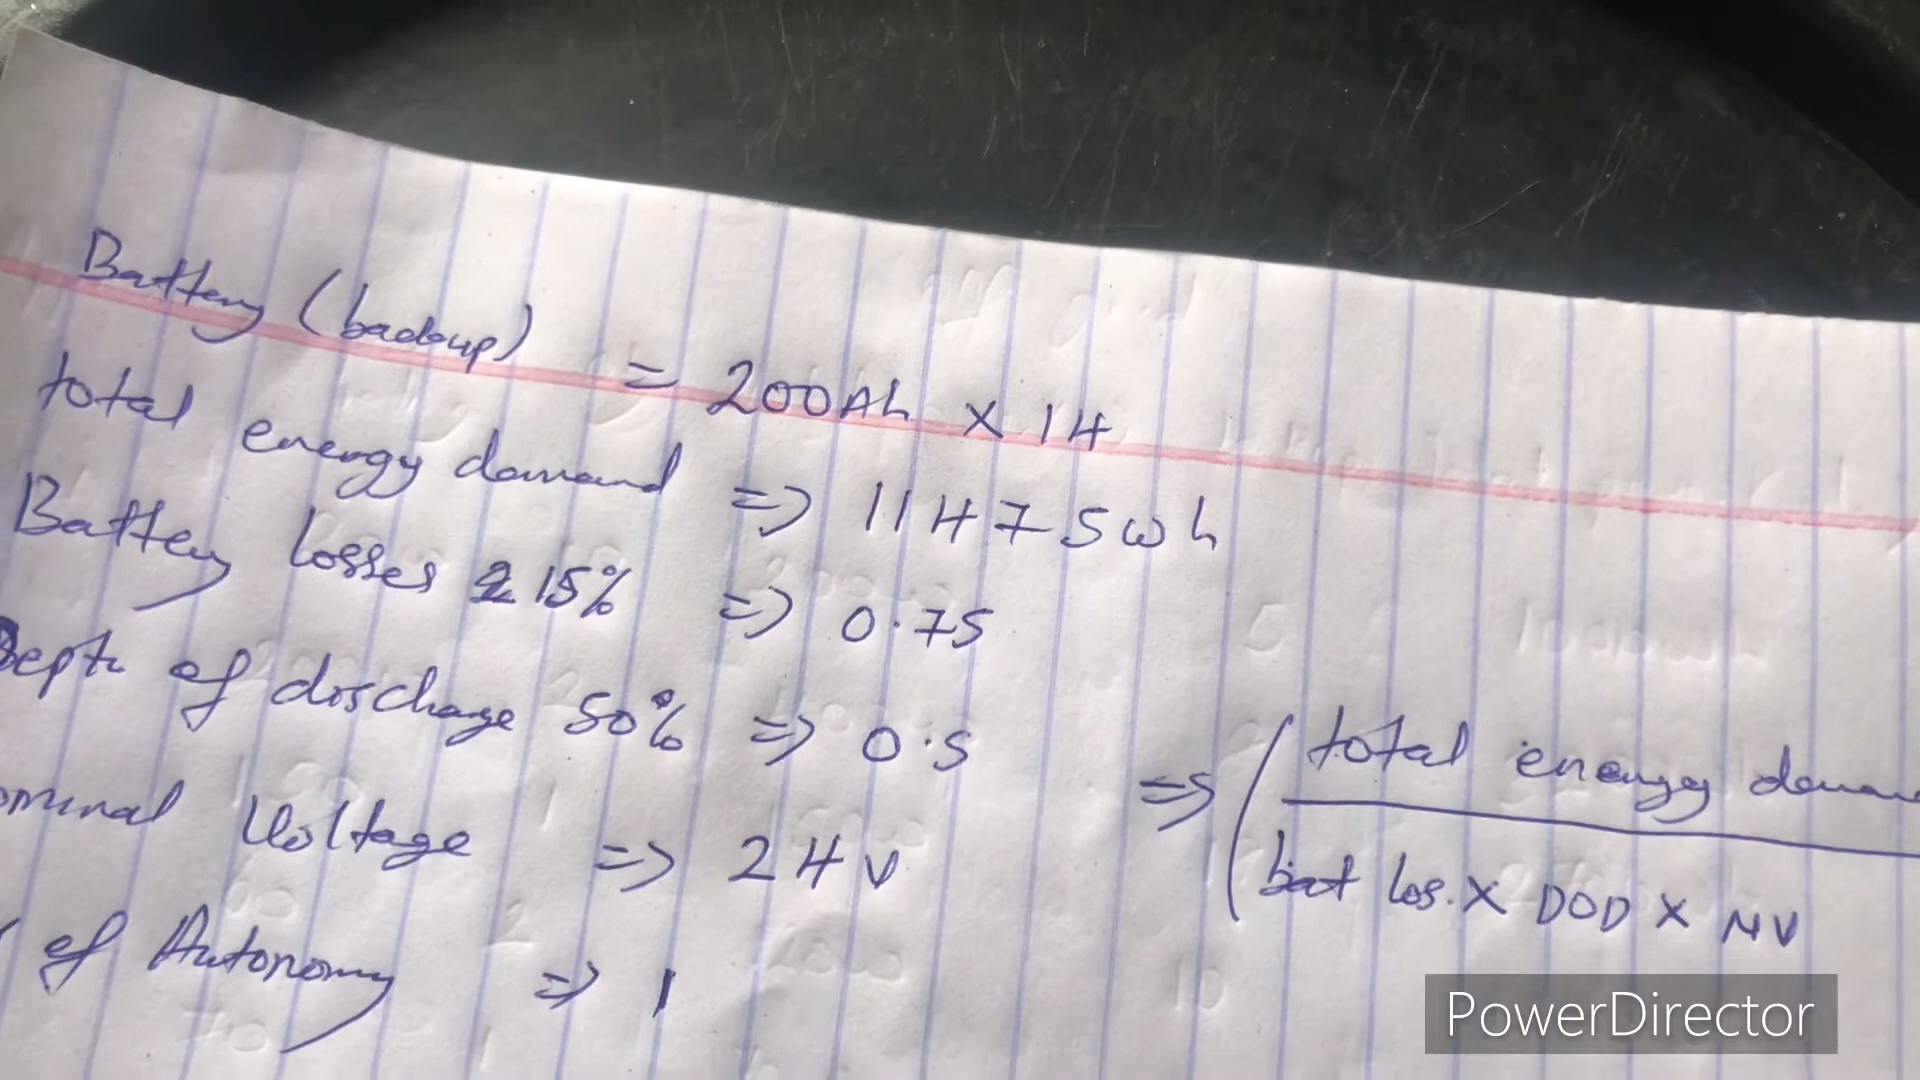 Battery (backup) = 200Ah X 14
total energy demand => 11475wh
Battery losses 15% => 0.75
Depth of discharge 50% => 0.5
ominal Voltage => 24V
of Autonomy => 1
=> ( total energy deman
bat los. X DOD X NV
PowerDirector